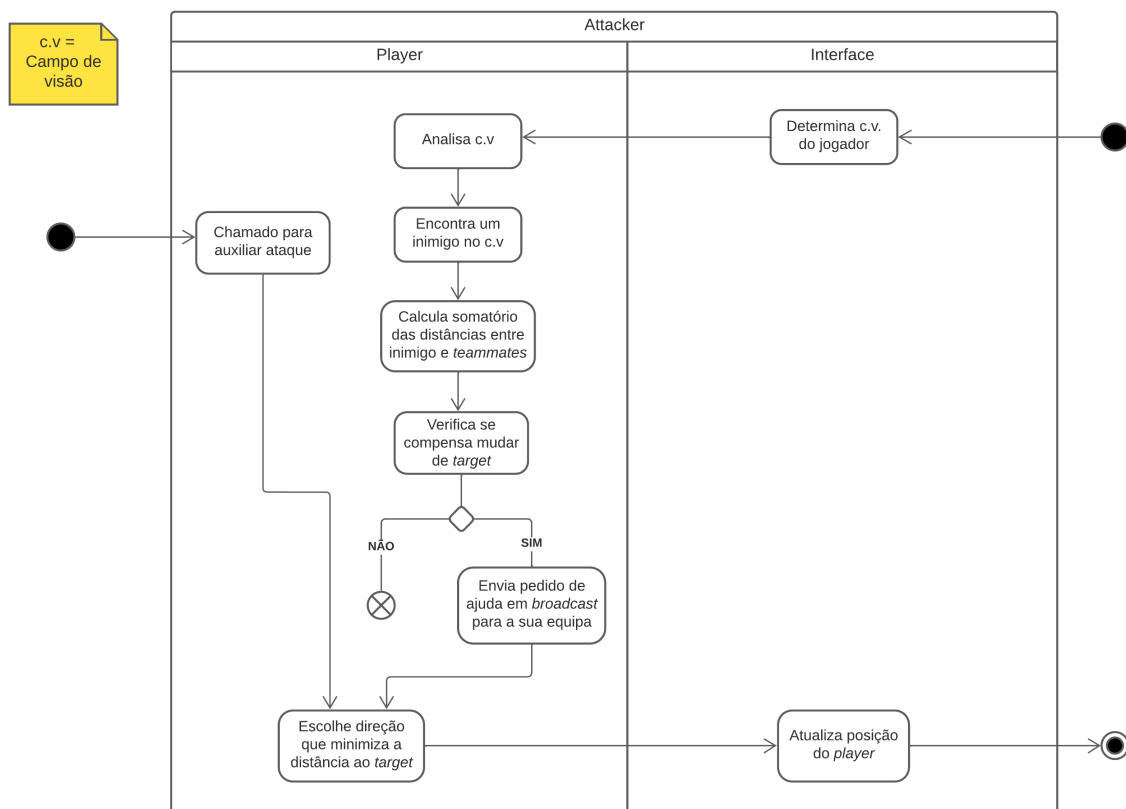 c.v =
Campo de
visão
Attacker
Player
Interface
Analisa c.v
Determina c.v.
do jogador
Encontra um
inimigo no c.v
Chamado para
auxiliar ataque
Calcula somatório
das distâncias entre
inimigo e teammates
Verifica se
compensa mudar
de target
NÃO
SIM
Envia pedido de
ajuda em broadcast
para a sua equipa
Escolhe direção
que minimiza a
distância ao target
Atualiza posição
do player